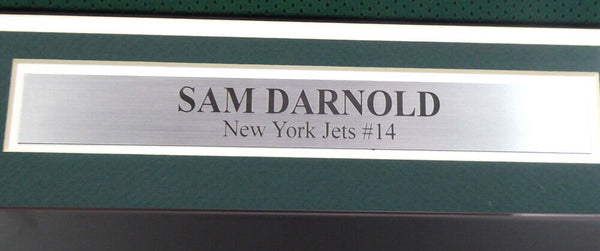 SAM DARNOLD
New York Jets #14